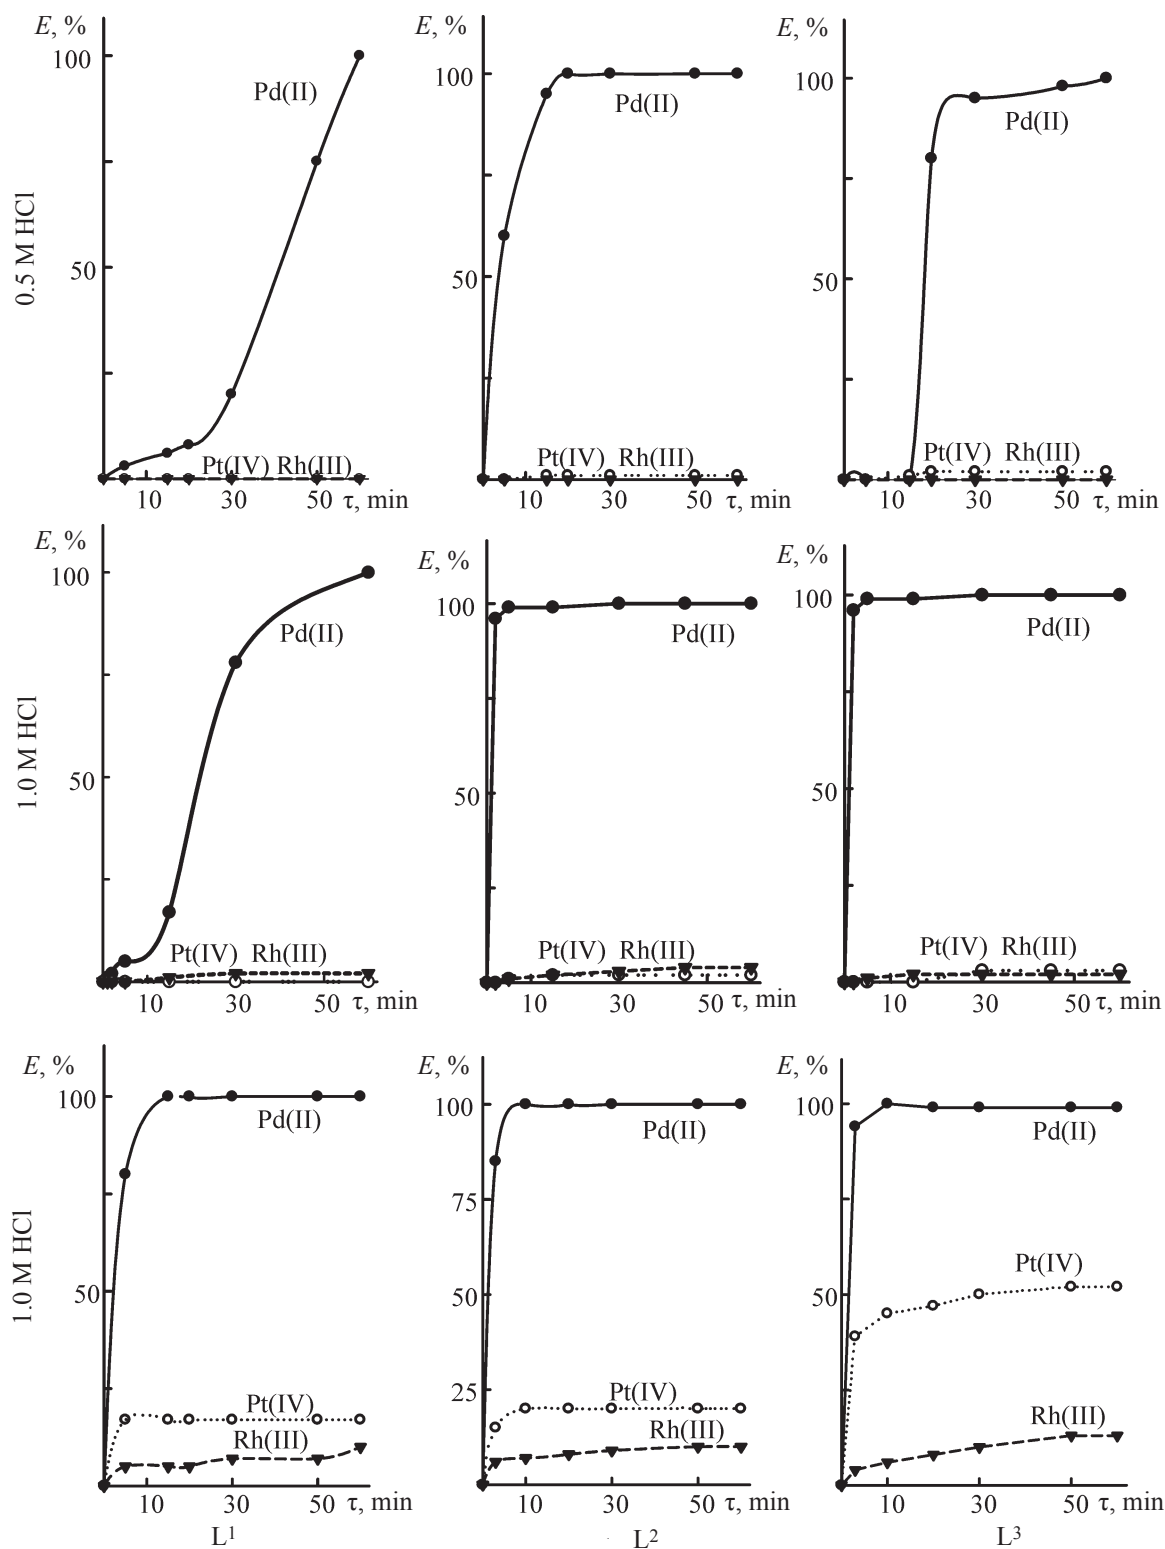 E, %
100
Pd(II)
50
Pt(IV) Rh(III)
10
30
50 τ, min
E, %
100
Pd(II)
50
Pt(IV) Rh(III)
10
30
50 τ, min
E, %
100
Pd(II)
50
Pt(IV) Rh(III)
10
30
50 τ, min
0.5 M HCl
E, %
100
Pd(II)
50
Pt(IV) Rh(III)
10
30
50 τ, min
E, %
100
Pd(II)
50
Pt(IV) Rh(III)
10
30
50 τ, min
E, %
100
Pd(II)
50
Pt(IV) Rh(III)
10
30
50 τ, min
1.0 M HCl
E, %
100
Pd(II)
50
Pt(IV)
Rh(III)
10
30
50 τ, min
L¹
E, %
100
Pd(II)
75
50
25
Pt(IV)
Rh(III)
10
30
50 τ, min
L²
E, %
100
Pd(II)
50
Pt(IV)
Rh(III)
10
30
50 τ, min
L³
1.0 M HCl